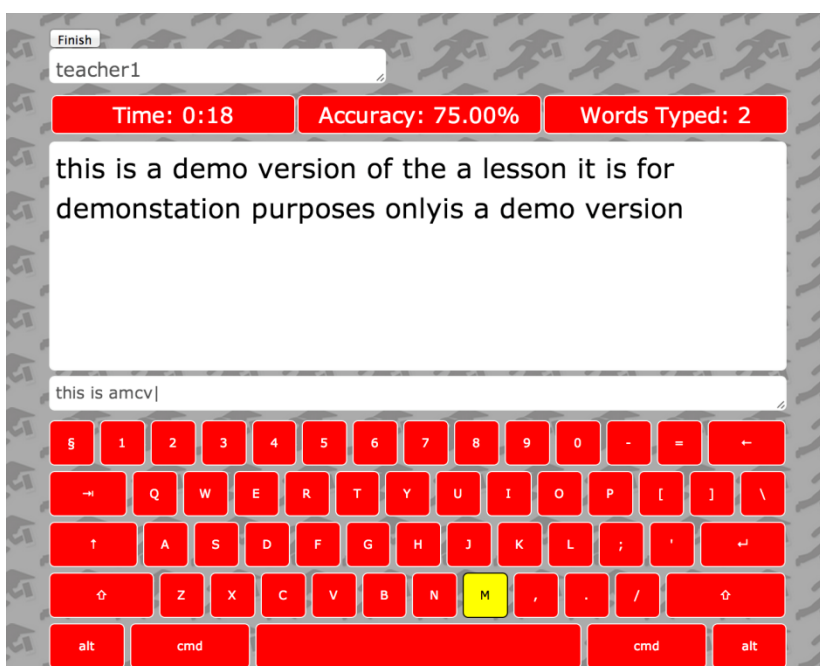 Finish
teacher1
Time: 0:18 Accuracy: 75.00% Words Typed: 2
this is a demo version of the a lesson it is for
demonstation purposes onlyis a demo version
this is amcv|
§ 1 2 3 4 5 6 7 8 9 0 - = ←
⇥ Q W E R T Y U I O P [ ] \
↑ A S D F G H J K L ; ' ↵
⇧ Z X C V B N M , . / ⇧
alt cmd cmd alt